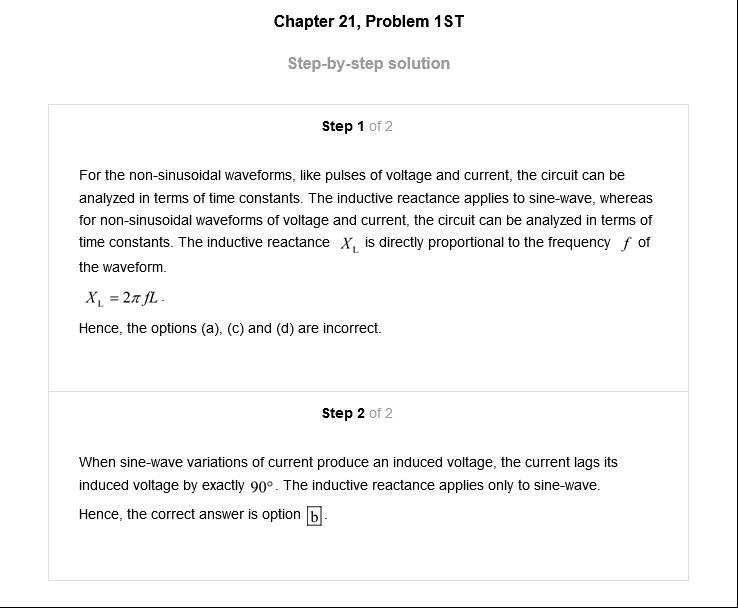 Chapter 21, Problem 1ST
Step-by-step solution
Step 1 of 2
For the non-sinusoidal waveforms, like pulses of voltage and current, the circuit can be
analyzed in terms of time constants. The inductive reactance applies to sine-wave, whereas
for non-sinusoidal waveforms of voltage and current, the circuit can be analyzed in terms of
time constants. The inductive reactance X_L is directly proportional to the frequency f of
the waveform.
X_L = 2π fL .
Hence, the options (a), (c) and (d) are incorrect.
Step 2 of 2
When sine-wave variations of current produce an induced voltage, the current lags its
induced voltage by exactly 90°. The inductive reactance applies only to sine-wave.
Hence, the correct answer is option b.